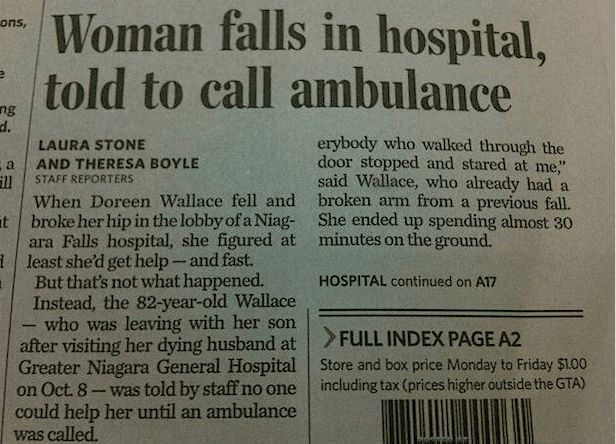 ons,
e
ng
d.
, a
ill
at
d
Woman falls in hospital,
told to call ambulance
LAURA STONE
AND THERESA BOYLE
STAFF REPORTERS
When Doreen Wallace fell and
broke her hip in the lobby of a Niag-
ara Falls hospital, she figured at
least she'd get help — and fast.
But that's not what happened.
Instead, the 82-year-old Wallace
— who was leaving with her son
after visiting her dying husband at
Greater Niagara General Hospital
on Oct. 8 — was told by staff no one
could help her until an ambulance
was called.
erybody who walked through the
door stopped and stared at me,”
said Wallace, who already had a
broken arm from a previous fall.
She ended up spending almost 30
minutes on the ground.
HOSPITAL continued on A17
>FULL INDEX PAGE A2
Store and box price Monday to Friday $1.00
including tax (prices higher outside the GTA)